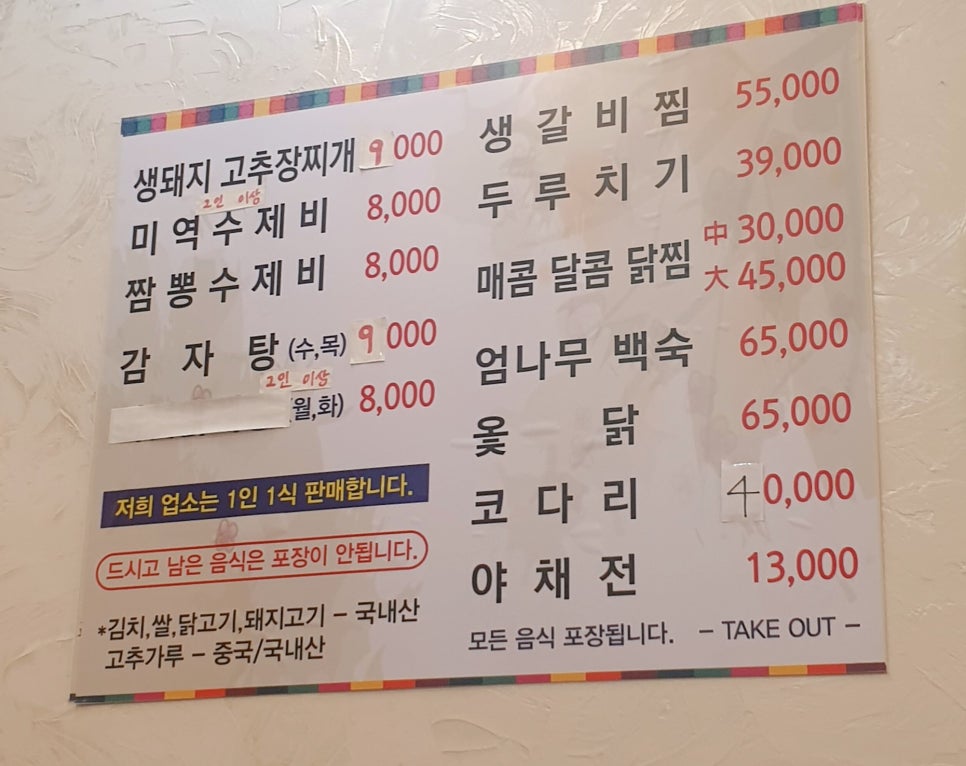 생돼지 고추장찌개 9 000
2인 이상
미역수제비 8,000
짬뽕수제비 8,000
감자탕 (수,목) 9 000
2인 이상
(월,화) 8,000
저희 업소는 1인 1식 판매합니다.
드시고 남은 음식은 포장이 안됩니다.
*김치,쌀,닭고기,돼지고기 - 국내산
고추가루 - 중국/국내산
생갈비찜 55,000
두루치기 39,000
매콤 달콤 닭찜 中 30,000
大 45,000
엄나무 백숙 65,000
옻닭 65,000
코다리 40,000
야채전 13,000
모든 음식 포장됩니다. - TAKE OUT -